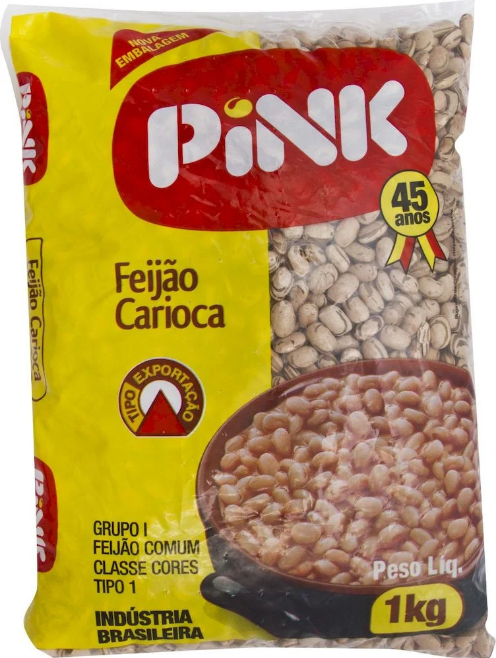 NOVA
EMBALAGEM
PiNK
45
anos
Feijão
Carioca
TIPO EXPORTAÇÃO
GRUPO I
FEIJÃO COMUM
CLASSE CORES
TIPO 1
INDÚSTRIA
BRASILEIRA
Peso Líq.
1kg
PiNK
Feijão Carioca
PiNK